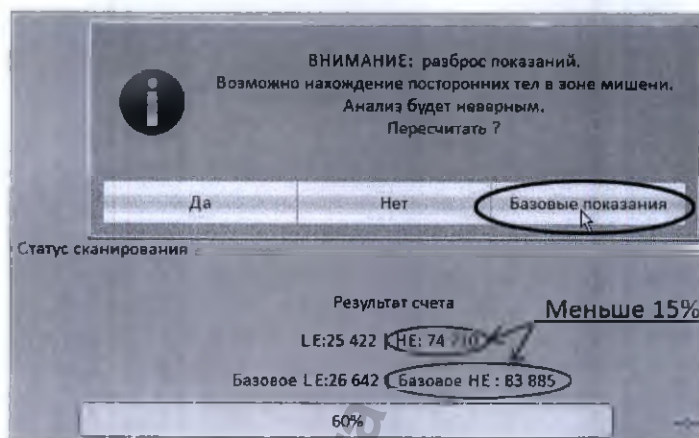 ВНИМАНИЕ: разброс показаний.
Возможно нахождение посторонних тел в зоне мишени.
Анализ будет неверным.
Пересчитать ?
Да Нет Базовые показания
Статус сканирования
Результат счета
Меньше 15%
LE:25 422 HE: 74
Базовое LE:26 642 Базовое HE : 83 885
60%